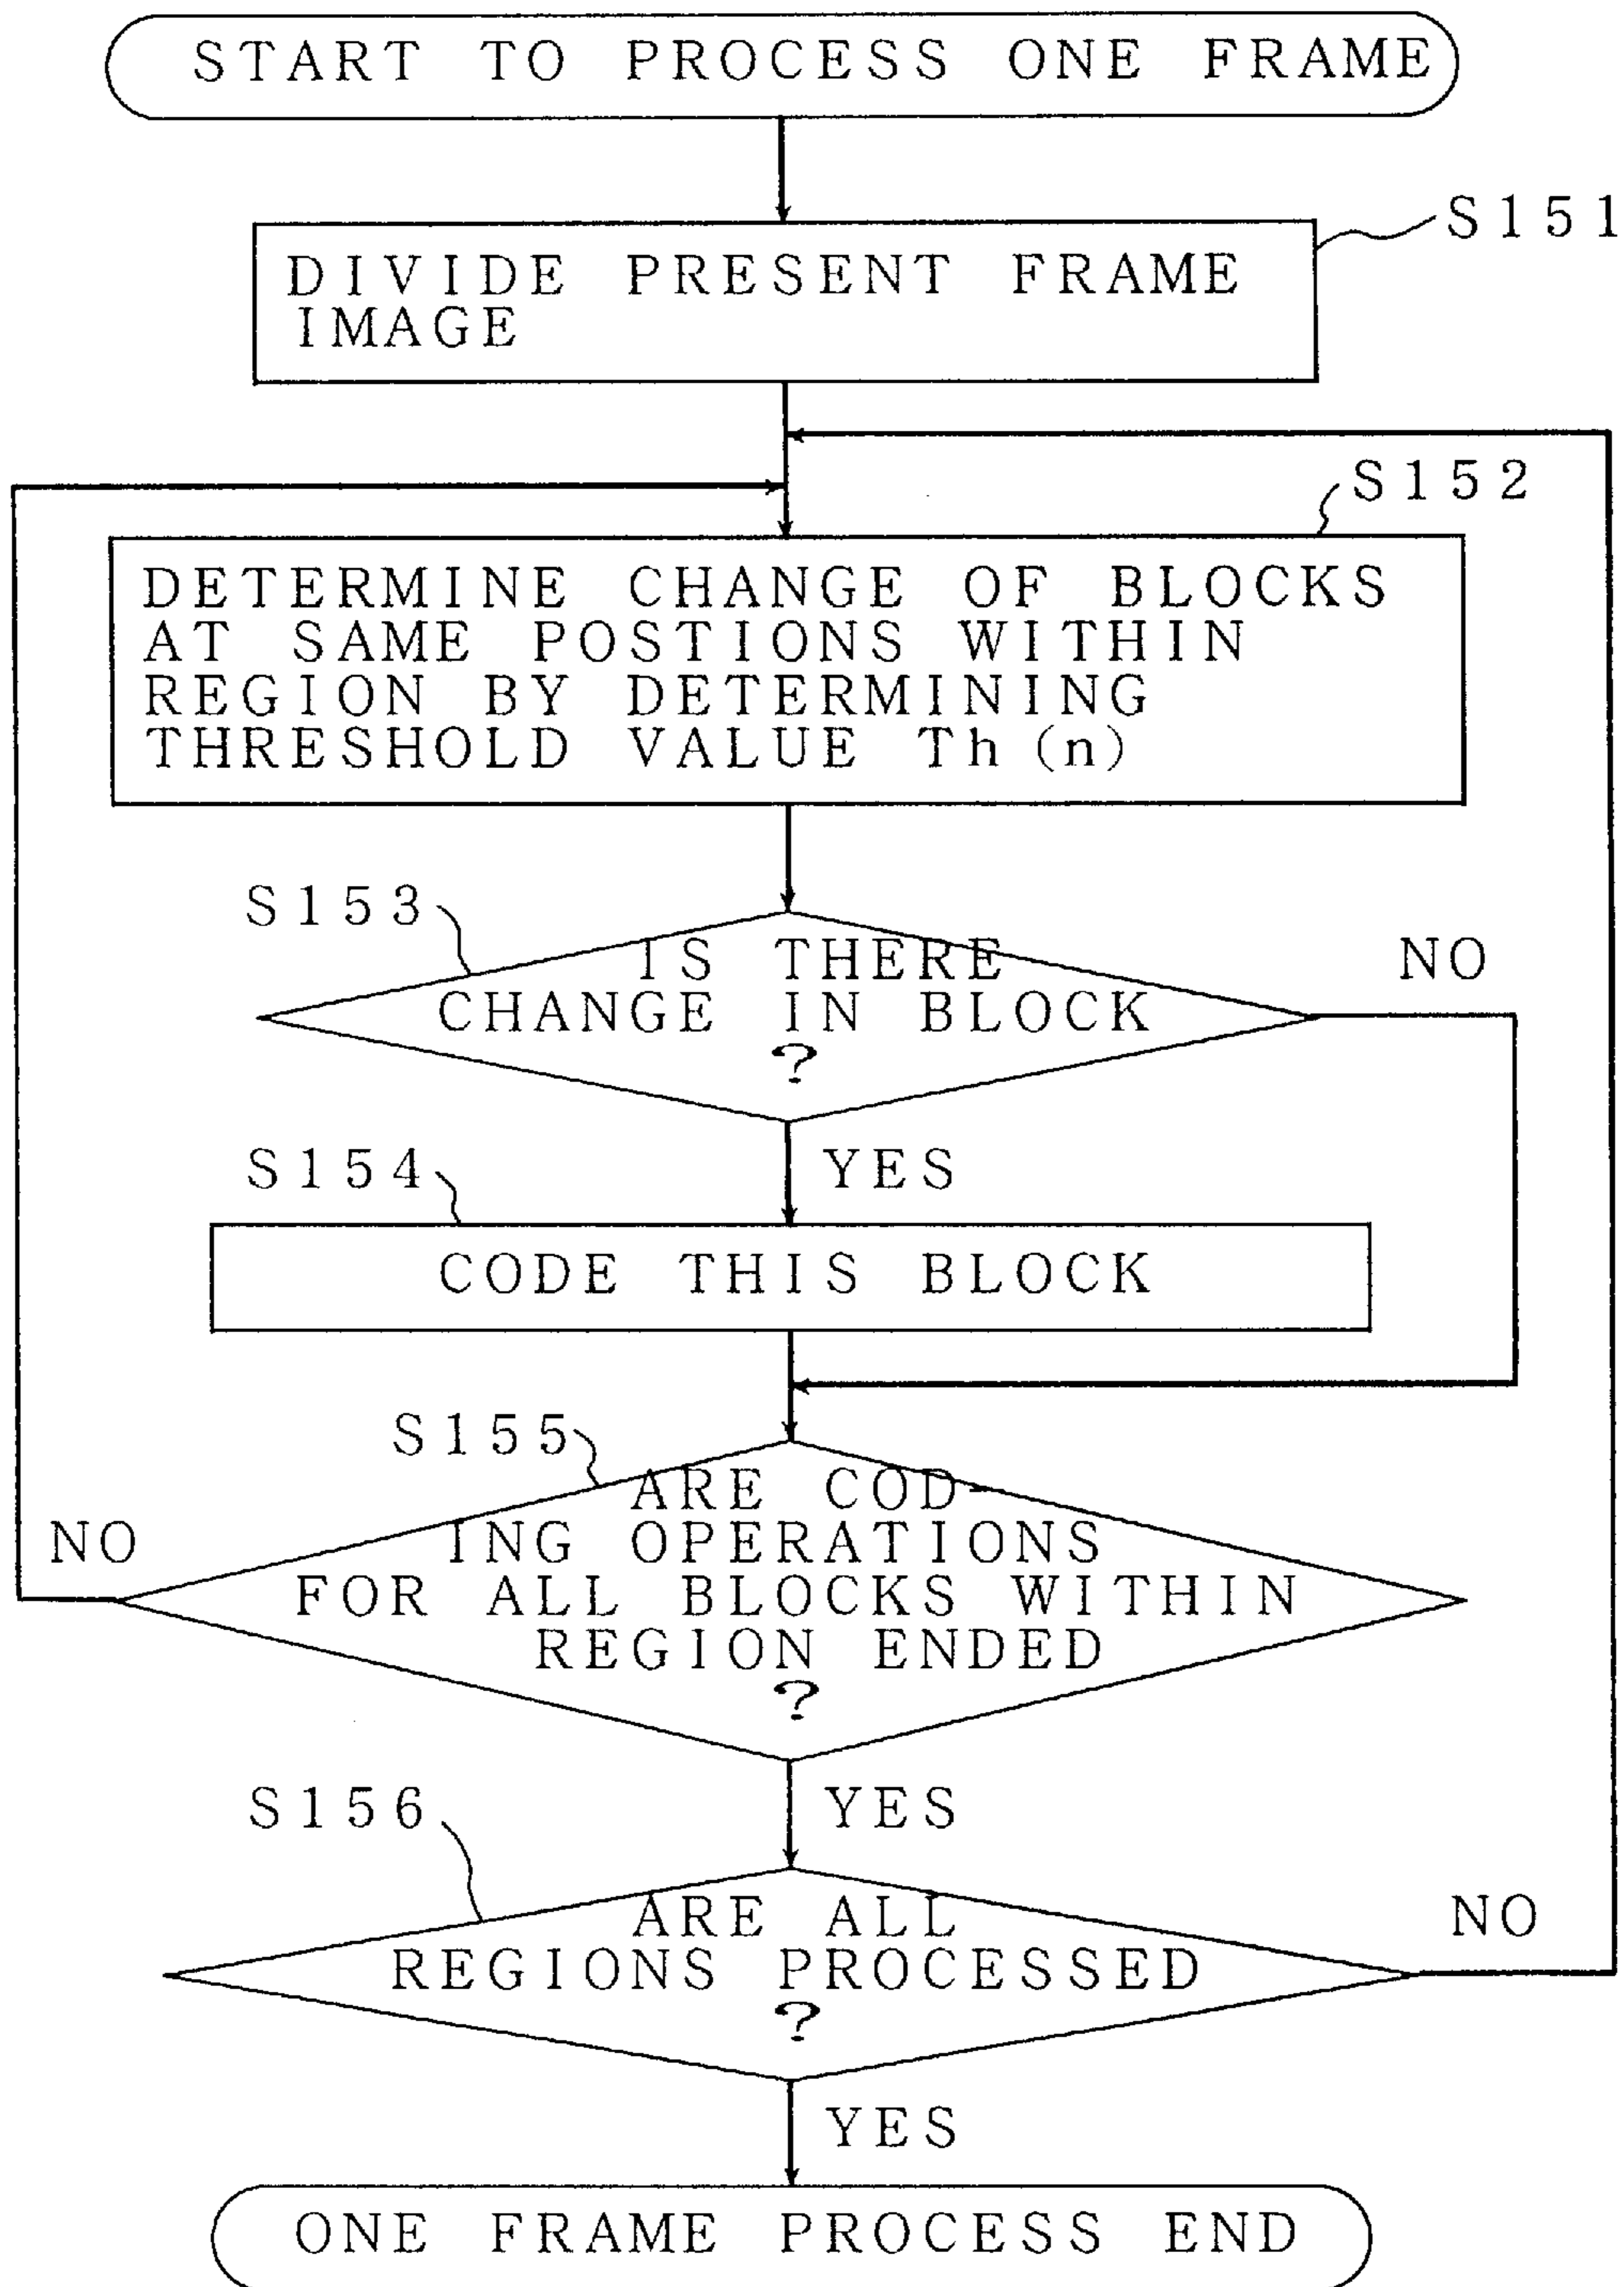 START TO PROCESS ONE FRAME
S151
DIVIDE PRESENT FRAME
IMAGE
S152
DETERMINE CHANGE OF BLOCKS
AT SAME POSTIONS WITHIN
REGION BY DETERMINING
THRESHOLD VALUE Th(n)
S153
IS THERE
CHANGE IN BLOCK
?
NO
YES
S154
CODE THIS BLOCK
S155
ARE COD-
ING OPERATIONS
FOR ALL BLOCKS WITHIN
REGION ENDED
?
NO
YES
S156
ARE ALL
REGIONS PROCESSED
?
NO
YES
ONE FRAME PROCESS END